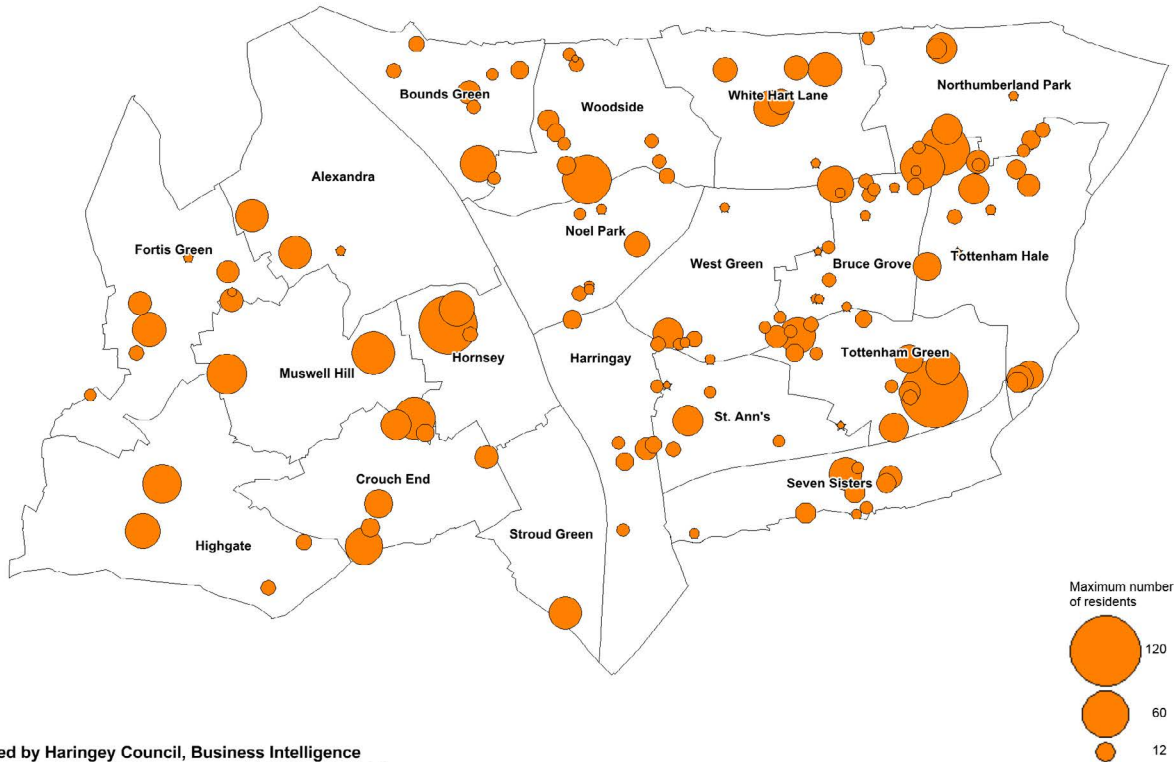 Bounds Green
Woodside
White Hart Lane
Northumberland Park
Alexandra
Fortis Green
Noel Park
West Green
Bruce Grove
Tottenham Hale
Muswell Hill
Hornsey
Harringay
Tottenham Green
St. Ann's
Crouch End
Seven Sisters
Highgate
Stroud Green
Maximum number
of residents
120
60
12
ed by Haringey Council, Business Intelligence